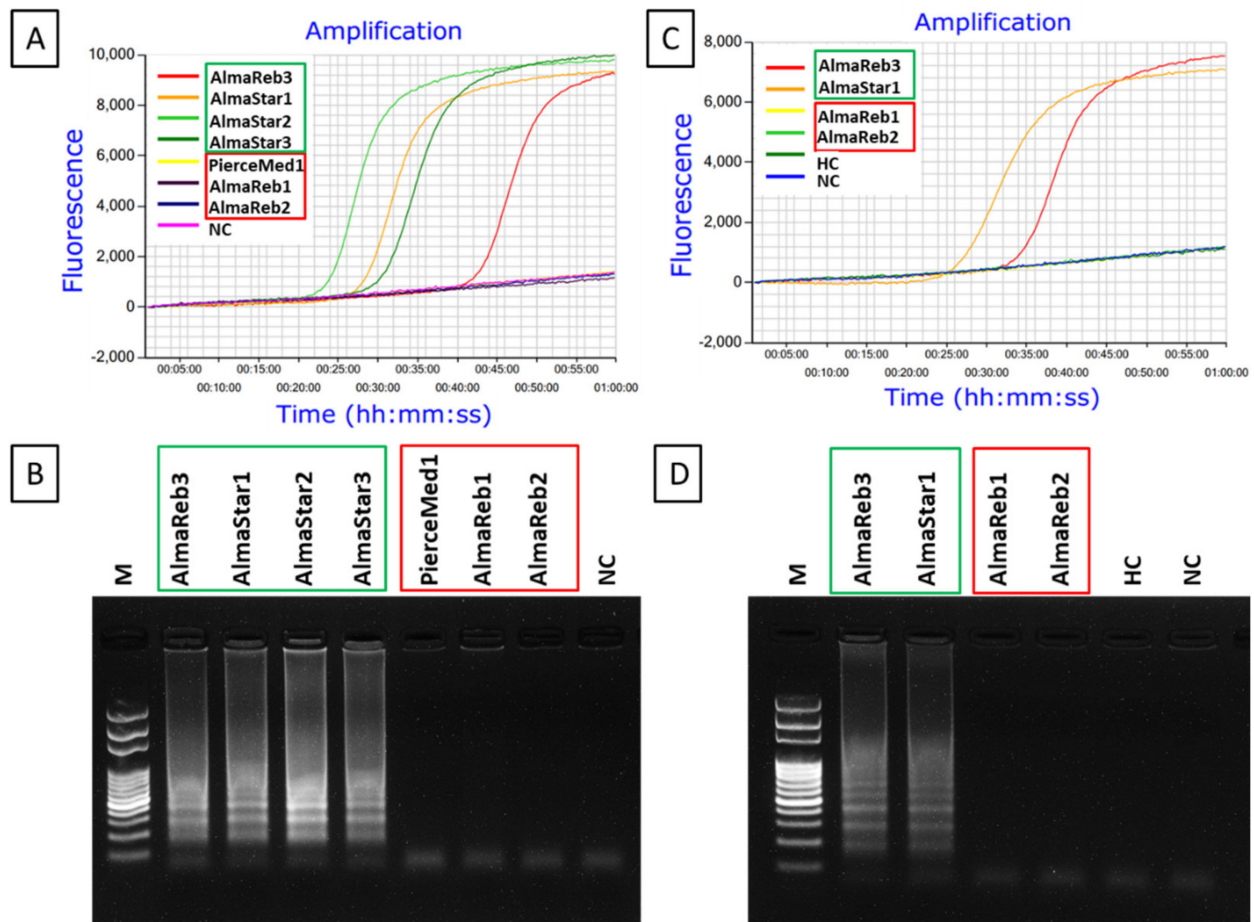 A
Amplification
10,000
8,000
6,000
4,000
2,000
0
-2,000
Fluorescence
AlmaReb3
AlmaStar1
AlmaStar2
AlmaStar3
PierceMed1
AlmaReb1
AlmaReb2
NC
00:05:00 00:15:00 00:25:00 00:35:00 00:45:00 00:55:00
00:10:00 00:20:00 00:30:00 00:40:00 00:50:00 01:00:00
Time (hh:mm:ss)
C
Amplification
8,000
6,000
4,000
2,000
0
-2,000
Fluorescence
AlmaReb3
AlmaStar1
AlmaReb1
AlmaReb2
HC
NC
00:05:00 00:15:00 00:25:00 00:35:00 00:45:00 00:55:00
00:10:00 00:20:00 00:30:00 00:40:00 00:50:00 01:00:00
Time (hh:mm:ss)
B
M
AlmaReb3
AlmaStar1
AlmaStar2
AlmaStar3
PierceMed1
AlmaReb1
AlmaReb2
NC
D
M
AlmaReb3
AlmaStar1
AlmaReb1
AlmaReb2
HC
NC